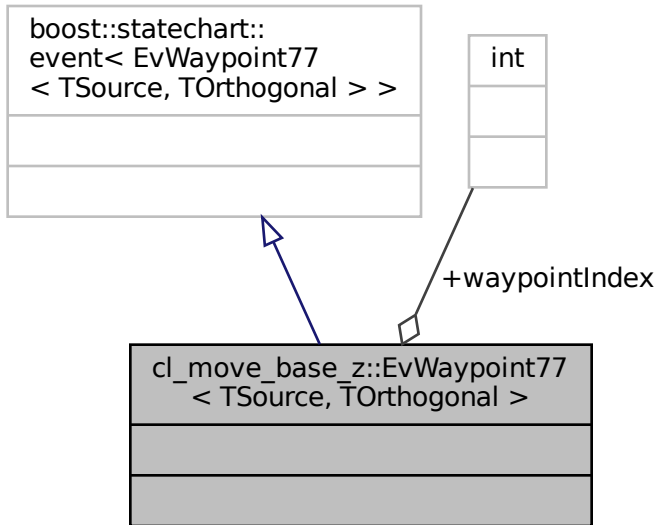 boost::statechart::
event< EvWaypoint77
< TSource, TOrthogonal > >
int
+waypointIndex
cl_move_base_z::EvWaypoint77
< TSource, TOrthogonal >